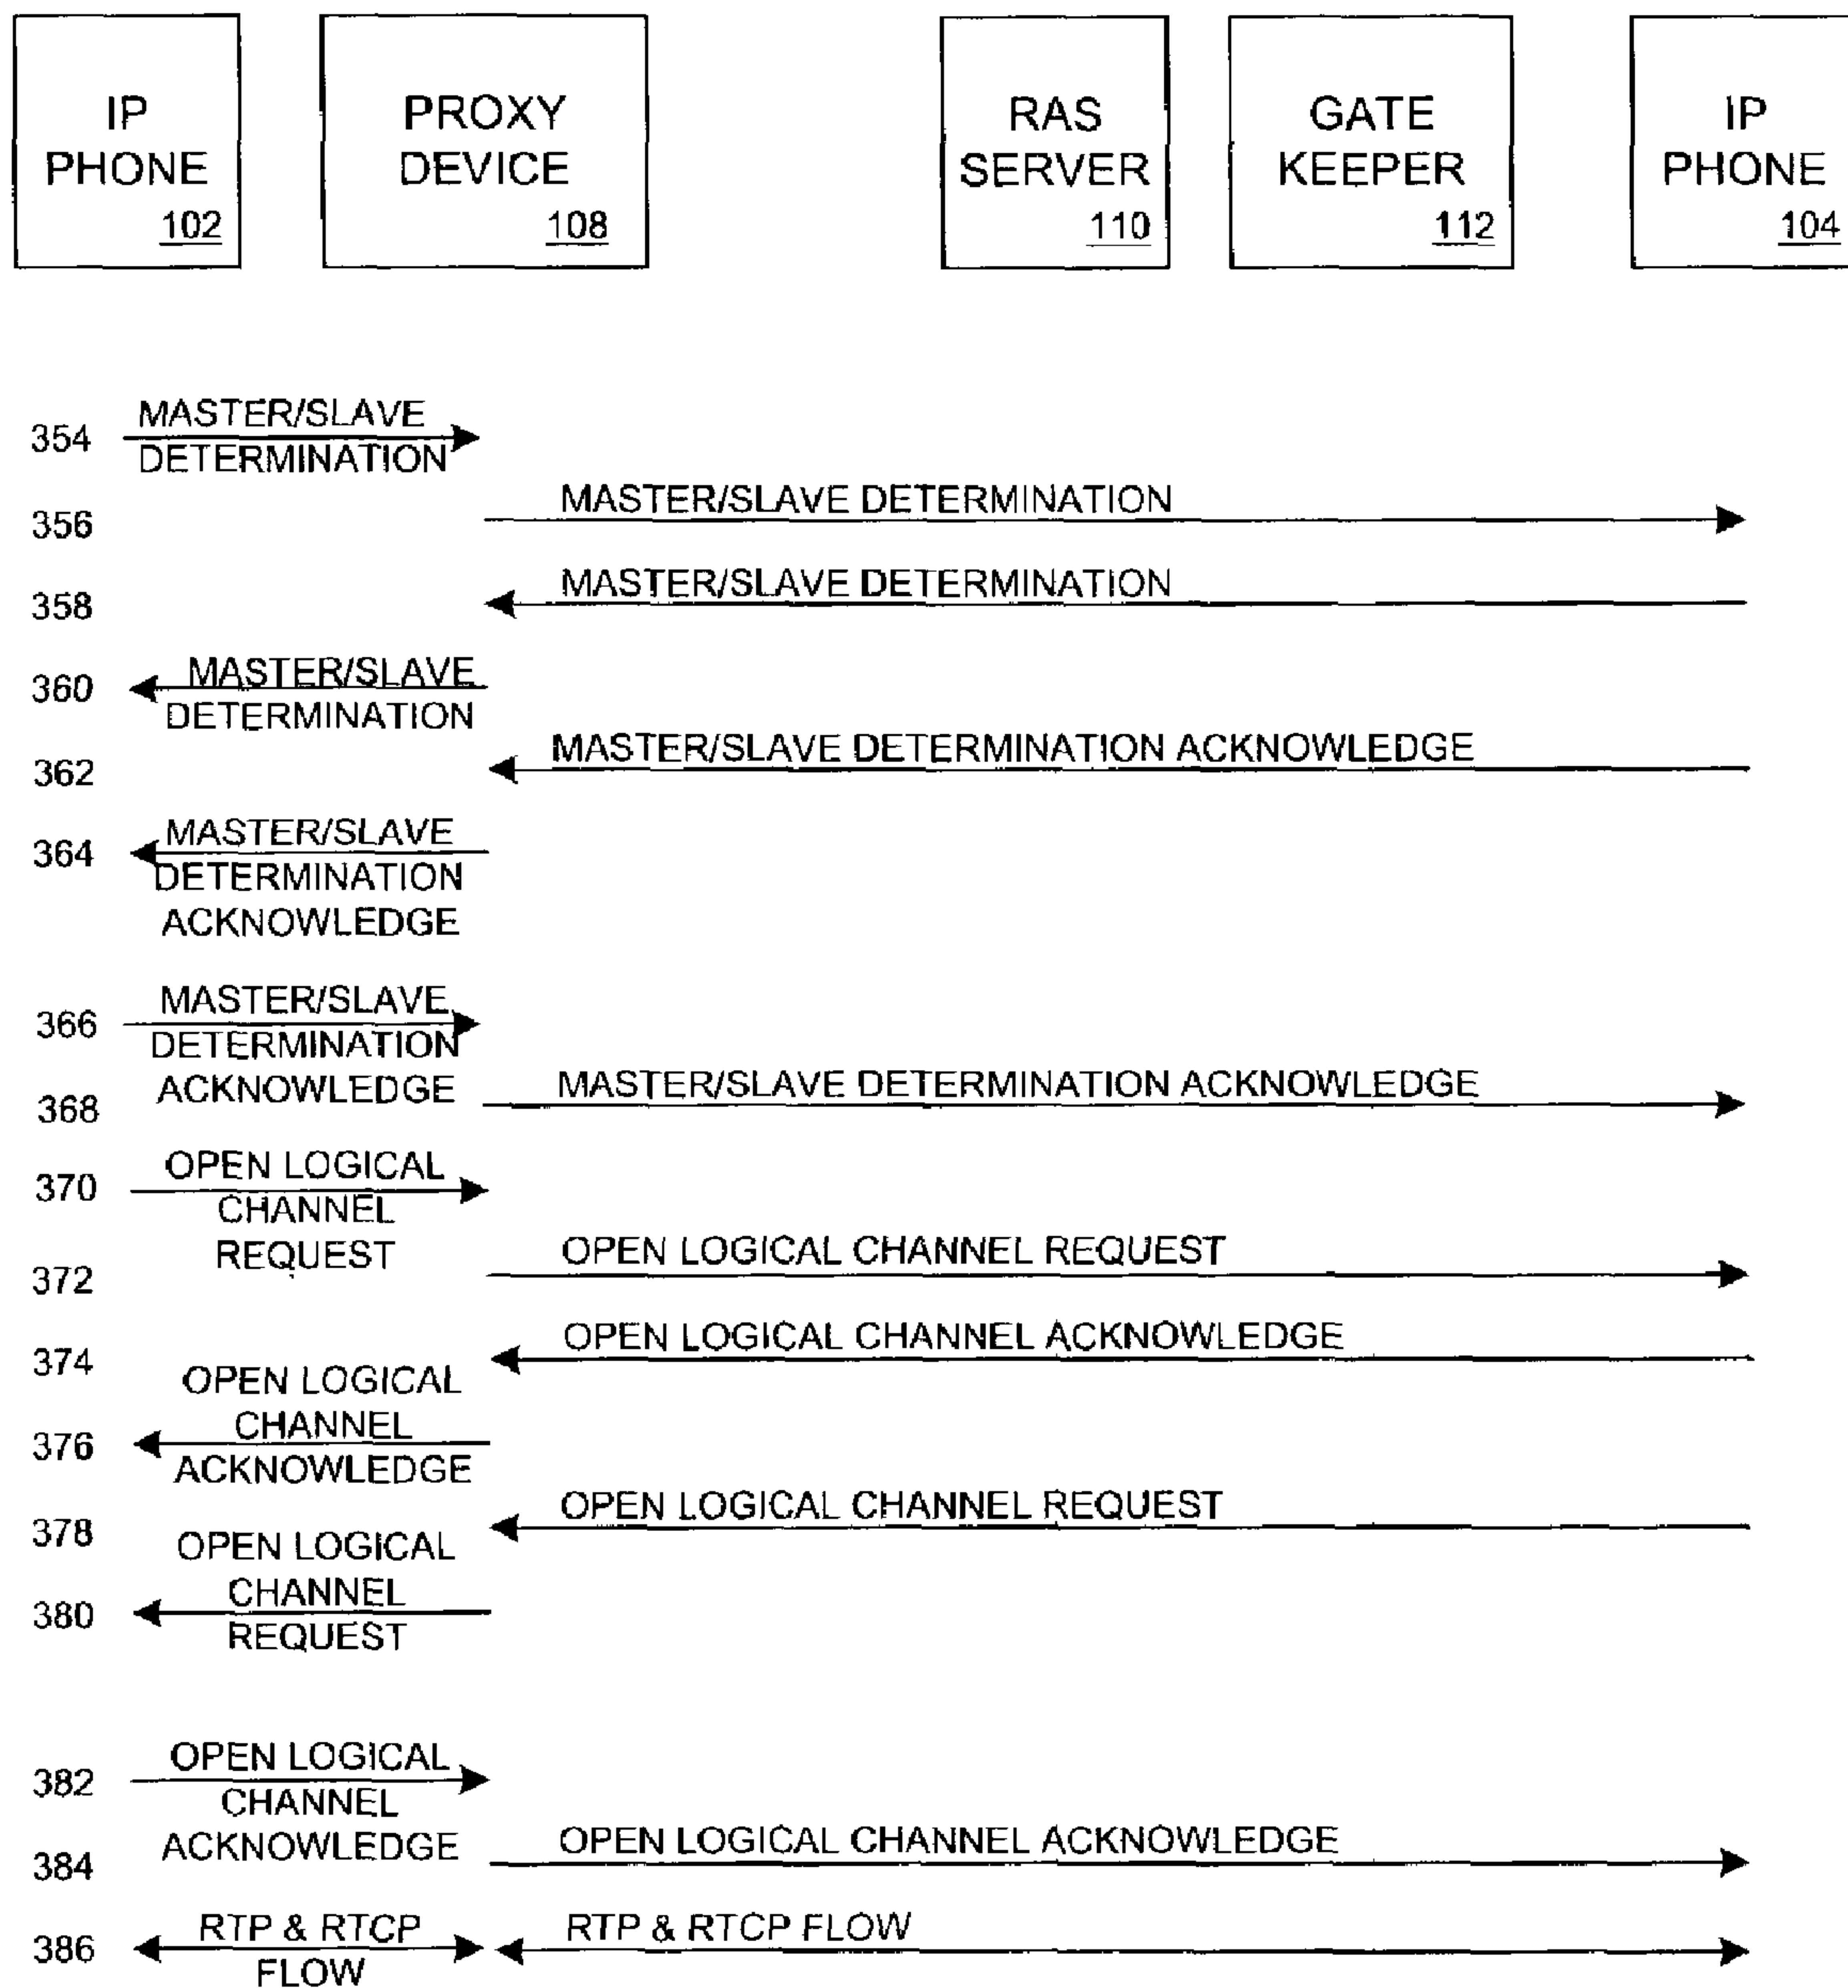 IP
PHONE
102
PROXY
DEVICE
108
RAS
SERVER
110
GATE
KEEPER
112
IP
PHONE
104
354
MASTER/SLAVE
DETERMINATION
356
MASTER/SLAVE DETERMINATION
358
MASTER/SLAVE DETERMINATION
360
MASTER/SLAVE
DETERMINATION
362
MASTER/SLAVE DETERMINATION ACKNOWLEDGE
364
MASTER/SLAVE
DETERMINATION
ACKNOWLEDGE
366
MASTER/SLAVE
DETERMINATION
ACKNOWLEDGE
368
MASTER/SLAVE DETERMINATION ACKNOWLEDGE
370
OPEN LOGICAL
CHANNEL
REQUEST
372
OPEN LOGICAL CHANNEL REQUEST
374
OPEN LOGICAL CHANNEL ACKNOWLEDGE
376
OPEN LOGICAL
CHANNEL
ACKNOWLEDGE
378
OPEN LOGICAL CHANNEL REQUEST
380
OPEN LOGICAL
CHANNEL
REQUEST
382
OPEN LOGICAL
CHANNEL
ACKNOWLEDGE
384
OPEN LOGICAL CHANNEL ACKNOWLEDGE
386
RTP & RTCP
FLOW
RTP & RTCP FLOW